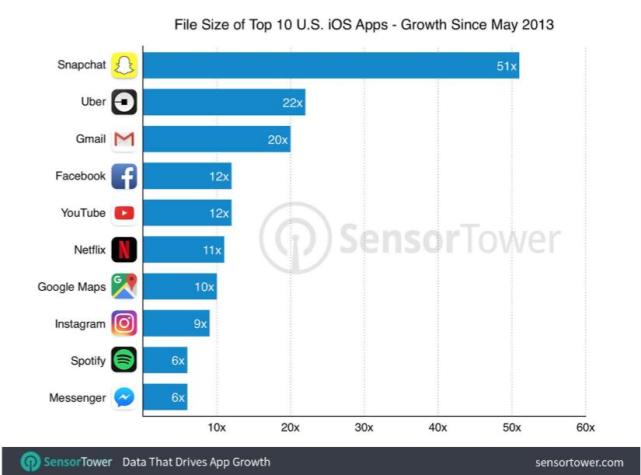 File Size of Top 10 U.S. iOS Apps - Growth Since May 2013
Snapchat 51x
Uber 22x
Gmail 20x
Facebook 12x
YouTube 12x
Netflix N 11x
Google Maps G 10x
Instagram 9x
Spotify 6x
Messenger 6x
SensorTower
10x 20x 30x 40x 50x 60x
SensorTower Data That Drives App Growth sensortower.com